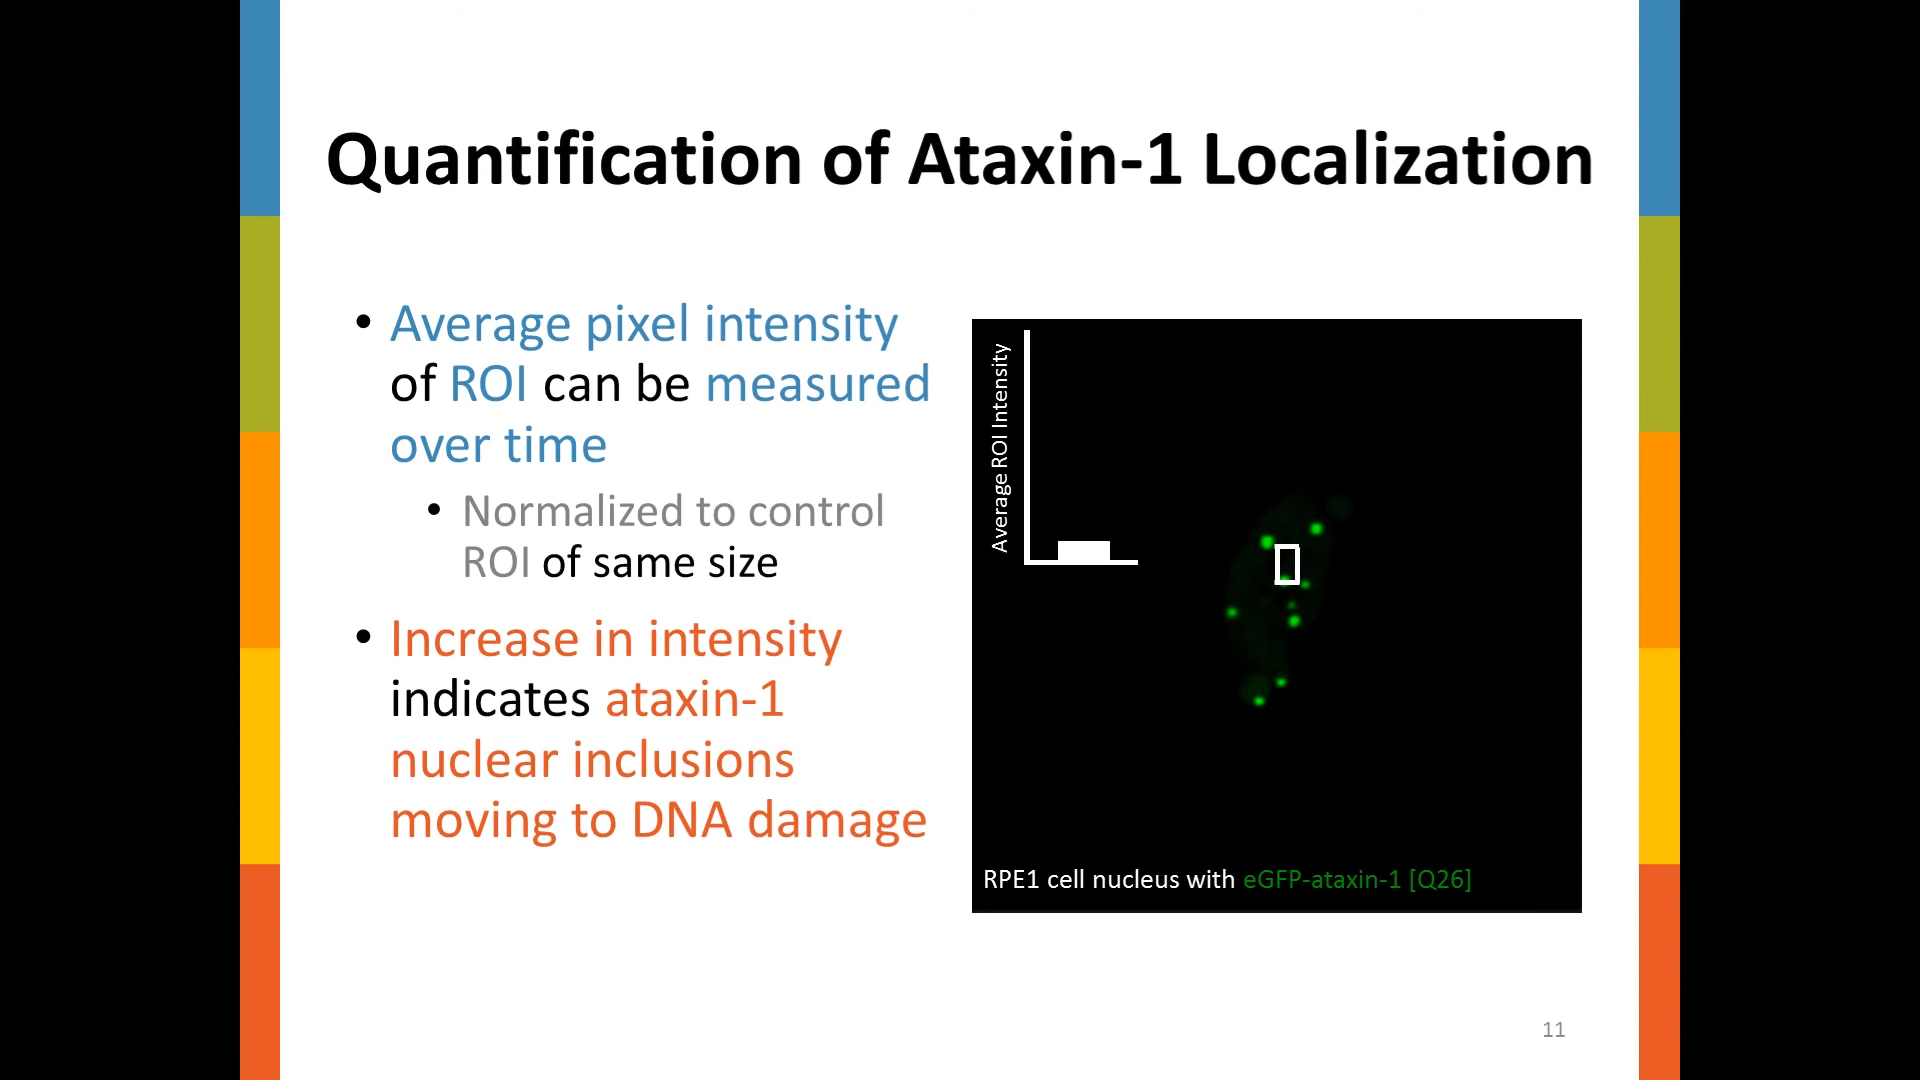 Quantification of Ataxin-1 Localization
• Average pixel intensity
of ROI can be measured
over time
• Normalized to control
ROI of same size
• Increase in intensity
indicates ataxin-1
nuclear inclusions
moving to DNA damage
Average ROI Intensity
RPE1 cell nucleus with eGFP-ataxin-1 [Q26]
11